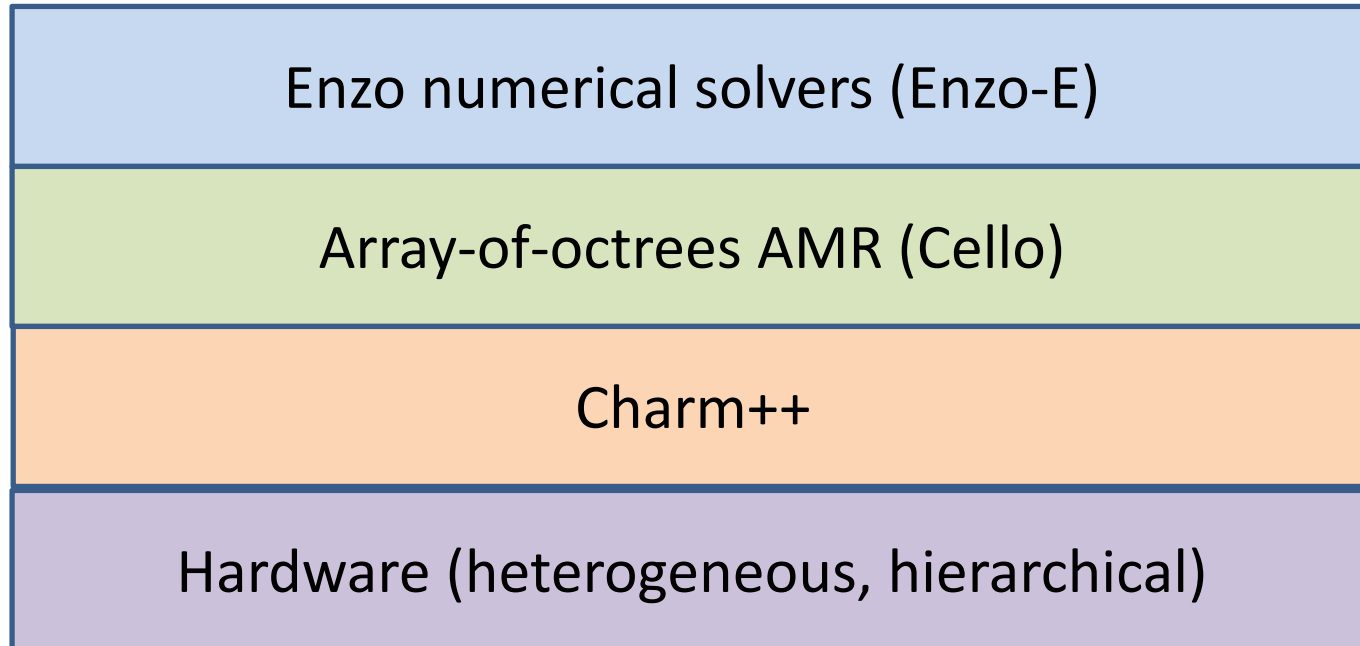 Enzo numerical solvers (Enzo-E)
Array-of-octrees AMR (Cello)
Charm++
Hardware (heterogeneous, hierarchical)